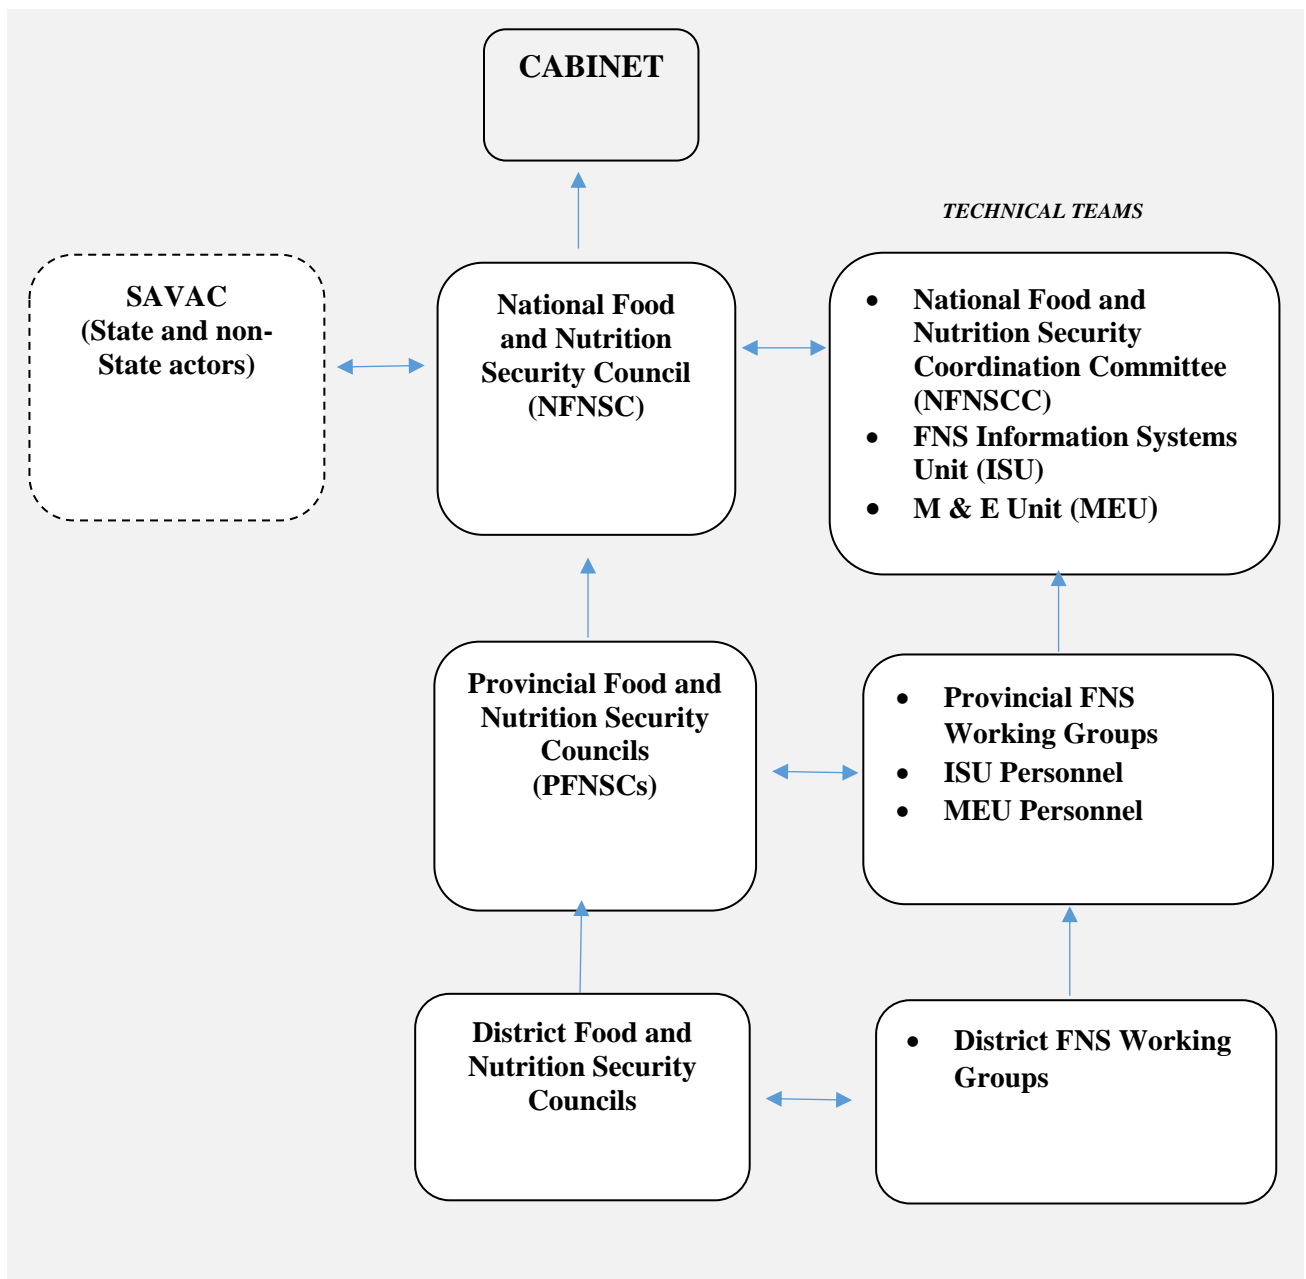 CABINET
TECHNICAL TEAMS
SAVAC
(State and non-
State actors)
National Food
and Nutrition
Security Council
(NFNSC)
• National Food and
Nutrition Security
Coordination Committee
(NFNSCC)
• FNS Information Systems
Unit (ISU)
• M & E Unit (MEU)
Provincial Food and
Nutrition Security
Councils
(PFNSCs)
• Provincial FNS
Working Groups
• ISU Personnel
• MEU Personnel
District Food and
Nutrition Security
Councils
• District FNS Working
Groups